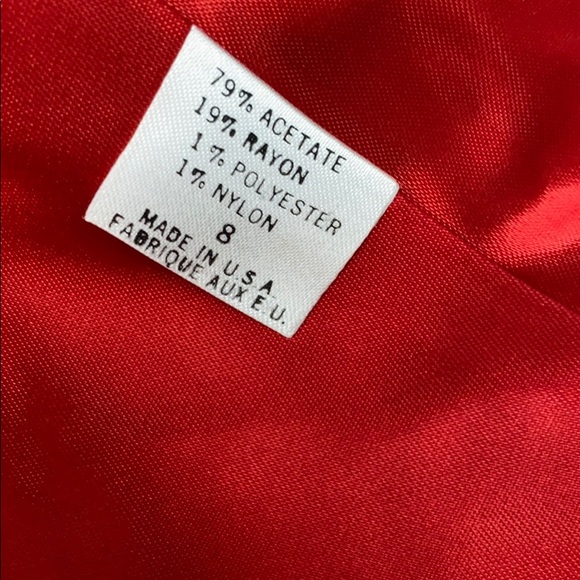 79% ACETATE
19% RAYON
1% POLYESTER
1% NYLON
8
MADE IN U.S.A
FABRIQUE AUX E.U.